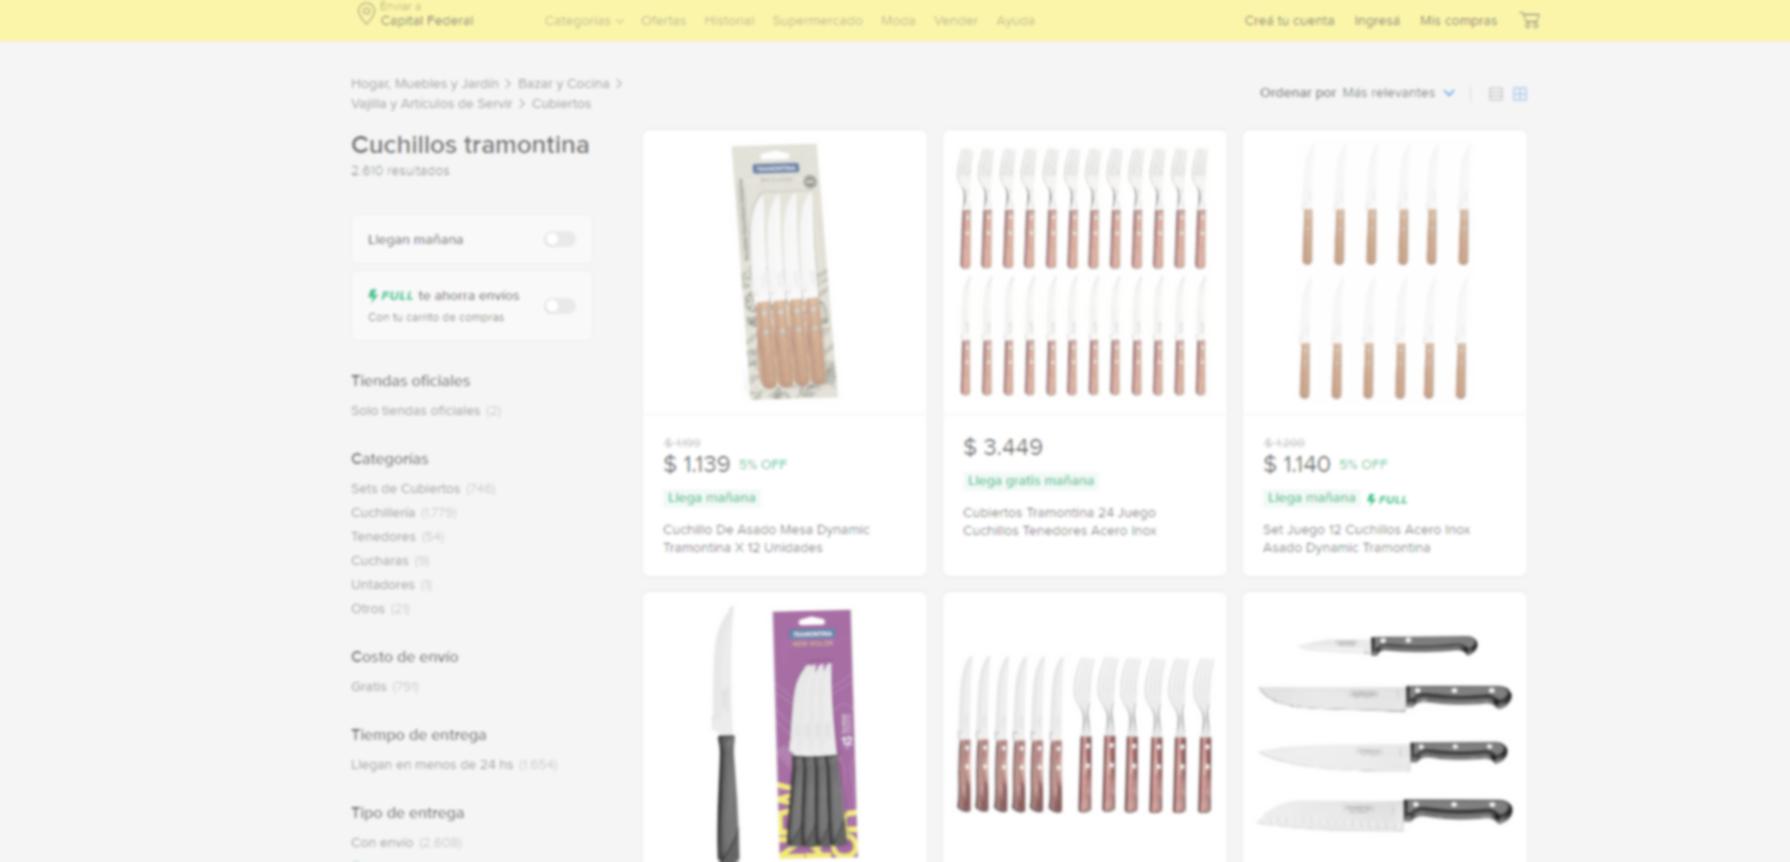 Enviar a
Capital Federal
Categorías Ofertas Historial Supermercado Moda Vender Ayuda
Creá tu cuenta Ingresá Mis compras
Hogar, Muebles y Jardín > Bazar y Cocina >
Vajilla y Artículos de Servir > Cubiertos
Ordenar por Más relevantes
Cuchillos tramontina
2.610 resultados
Llegan mañana
FULL te ahorra envíos
Con tu carrito de compras
Tiendas oficiales
Solo tiendas oficiales (2)
Categorías
Sets de Cubiertos (746)
Cuchillería (1.779)
Tenedores (54)
Cucharas (9)
Untadores (1)
Otros (21)
Costo de envío
Gratis (791)
Tiempo de entrega
Llegan en menos de 24 hs (1.654)
Tipo de entrega
Con envío (2.608)
TRAMONTINA
$ 1.199
$ 1.139 5% OFF
Llega mañana
Cuchillo De Asado Mesa Dynamic
Tramontina X 12 Unidades
$ 3.449
Llega gratis mañana
Cubiertos Tramontina 24 Juego
Cuchillos Tenedores Acero Inox
$ 1.200
$ 1.140 5% OFF
Llega mañana FULL
Set Juego 12 Cuchillos Acero Inox
Asado Dynamic Tramontina
TRAMONTINA